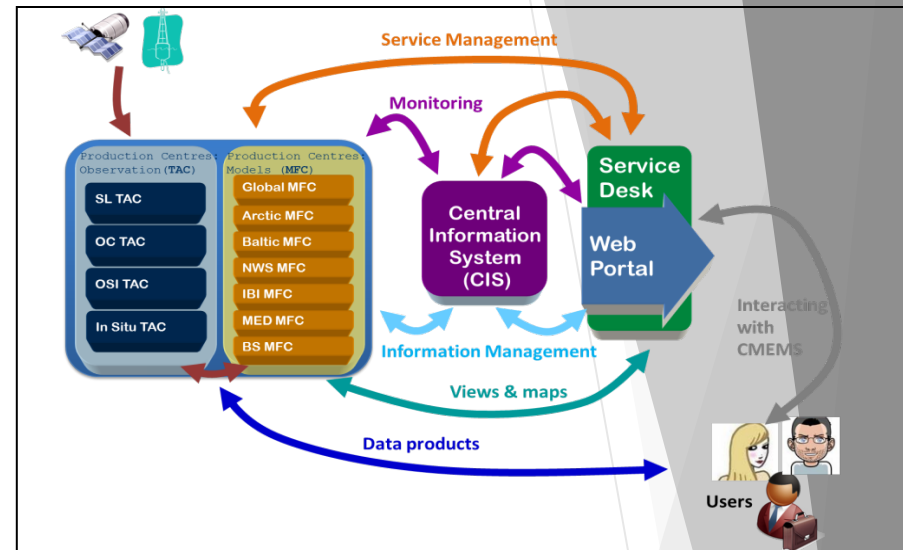 Service Management
Monitoring
Production Centres:
Observation(TAC)
Production Centres:
Models (MFC)
SL TAC
OC TAC
OSI TAC
In Situ TAC
Global MFC
Arctic MFC
Baltic MFC
NWS MFC
IBI MFC
MED MFC
BS MFC
Central
Information
System
(CIS)
Service
Desk
Web
Portal
Interacting
with
CMEMS
Information Management
Views & maps
Data products
Users